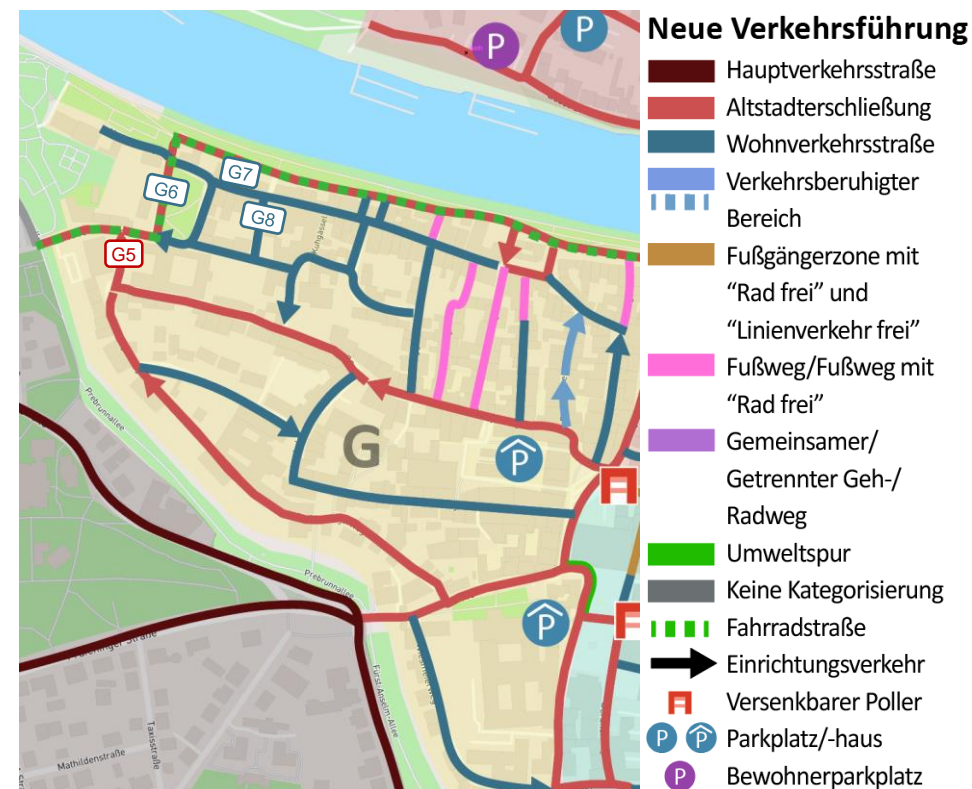 Neue Verkehrsführung
Hauptverkehrsstraße
Altstadterschließung
Wohnverkehrsstraße
Verkehrsberuhigter
Bereich
Fußgängerzone mit
“Rad frei” und
“Linienverkehr frei”
Fußweg/Fußweg mit
“Rad frei”
Gemeinsamer/
Getrennter Geh-/
Radweg
Umweltspur
Keine Kategorisierung
Fahrradstraße
Einrichtungsverkehr
Versenkbarer Poller
P P Parkplatz/-haus
P Bewohnerparkplatz
P
P
G7
G6
G8
Kuhgässel
G5
G
P
Prebrunnallee
Prebrunnallee
P
Fürst-Anselm-Allee
Taxisstraße
Mathildenstraße